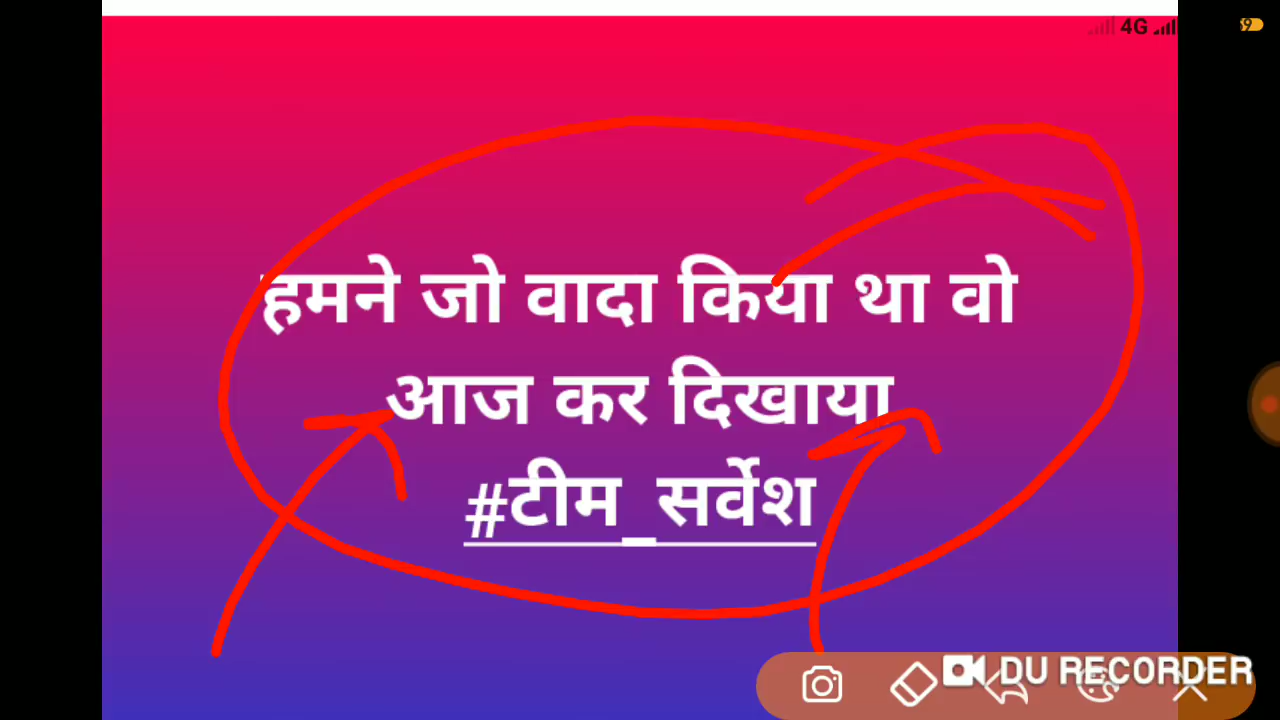 4G
हमने जो वादा किया था वो
आज कर दिखाया
#टीम_सर्वेश
DU RECORDER